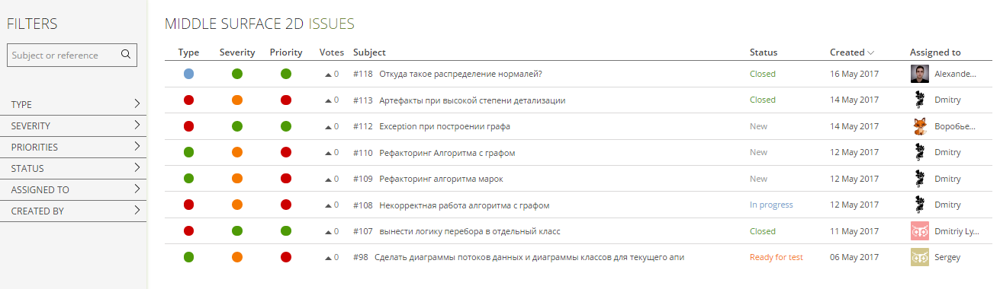 FILTERS
Subject or reference
TYPE
SEVERITY
PRIORITIES
STATUS
ASSIGNED TO
CREATED BY
MIDDLE SURFACE 2D ISSUES
Type Severity Priority Votes Subject Status Created Assigned to
0 #118 Откуда такое распределение нормалей? Closed 16 May 2017 Alexande...
0 #113 Артефакты при высокой степени детализации Closed 14 May 2017 Dmitry
0 #112 Exception при построении графа New 14 May 2017 Воробье...
0 #110 Рефакторинг Алгоритма с графом New 12 May 2017 Dmitry
0 #109 Рефакторинг алгоритма марок New 12 May 2017 Dmitry
0 #108 Некорректная работа алгоритма с графом In progress 12 May 2017 Dmitry
0 #107 вынести логику перебора в отдельный класс Closed 11 May 2017 Dmitriy Ly...
0 #98 Сделать диаграммы потоков данных и диаграммы классов для текущего апи Ready for test 06 May 2017 Sergey